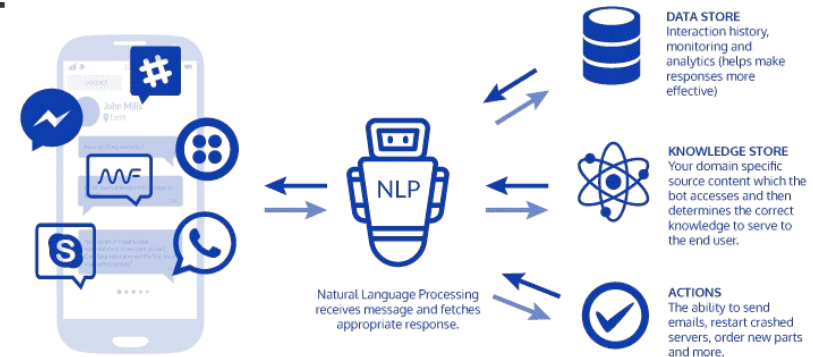 DATA STORE
Interaction history,
monitoring and
analytics (helps make
responses more
effective)
John Mills
Earth
NLP
KNOWLEDGE STORE
Your domain specific
source content which the
bot accesses and then
determines the correct
knowledge to serve to
the end user.
Natural Language Processing
receives message and fetches
appropriate response.
ACTIONS
The ability to send
emails, restart crashed
servers, order new parts
and more.